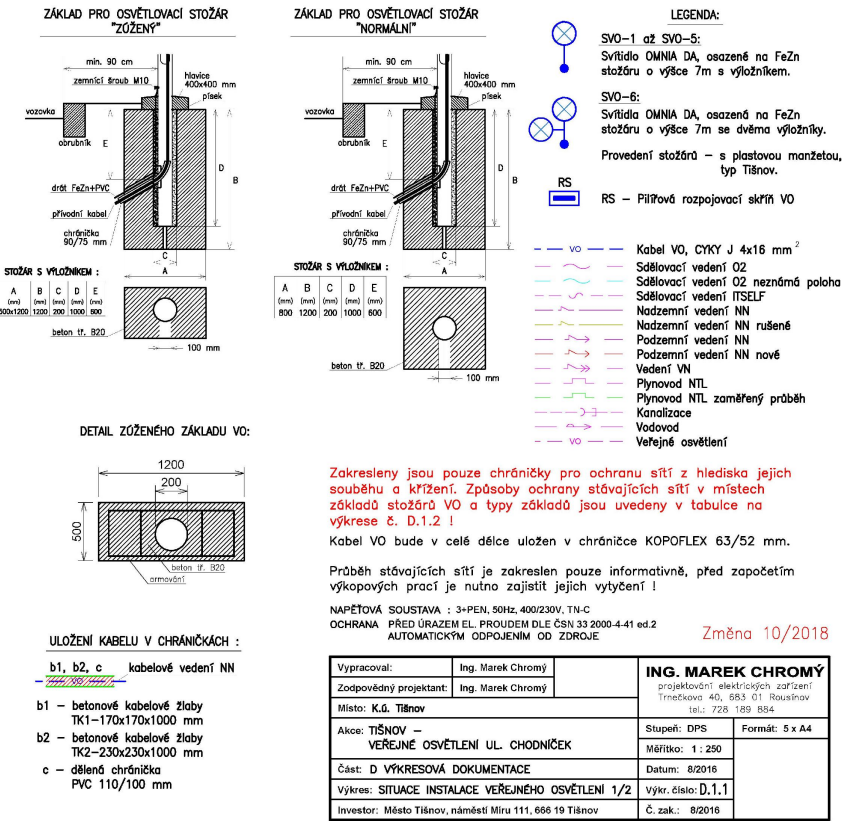 ZÁKLAD PRO OSVĚTLOVACÍ STOŽÁR
"ZÚŽENÝ"
min. 90 cm
zemnící šroub M10
hlavice
400x400 mm
písek
vozovka
obrubník
E
D
B
drát FeZn+PVC
přívodní kabel
chránička
90/75 mm
C
A
STOŽÁR S VÝLOŽNÍKEM :
A B C D E
(mm) (mm) (mm) (mm) (mm)
500x1200 1200 200 1000 600
beton tř. B20
100 mm
ZÁKLAD PRO OSVĚTLOVACÍ STOŽÁR
"NORMÁLNÍ"
min. 90 cm
zemnící šroub M10
hlavice
400x400 mm
písek
vozovka
obrubník
E
D
B
drát FeZn+PVC
přívodní kabel
chránička
90/75 mm
C
A
STOŽÁR S VÝLOŽNÍKEM :
A B C D E
(mm) (mm) (mm) (mm) (mm)
800 1200 200 1000 600
beton tř. B20
100 mm
LEGENDA:
SVO-1 až SVO-5:
Svítidlo OMNIA DA, osazené na FeZn
stožáru o výšce 7m s výložníkem.
SVO-6:
Svítidla OMNIA DA, osazená na FeZn
stožáru o výšce 7m se dvěma výložníky.
Provedení stožárů – s plastovou manžetou,
typ Tišnov.
RS
RS – Pilířová rozpojovací skříň VO
VO Kabel VO, CYKY J 4x16 mm²
Sdělovací vedení O2
Sdělovací vedení O2 neznámá poloha
Sdělovací vedení ITSELF
Nadzemní vedení NN
Nadzemní vedení NN rušené
Podzemní vedení NN
Podzemní vedení NN nové
Vedení VN
Plynovod NTL
Plynovod NTL zaměřený průběh
Kanalizace
Vodovod
VO Veřejné osvětlení
DETAIL ZÚŽENÉHO ZÁKLADU VO:
1200
200
500
beton tř. B20
armování
Zakresleny jsou pouze chráničky pro ochranu sítí z hlediska jejich
souběhu a křížení. Způsoby ochrany stávajících sítí v místech
základů stožárů VO a typy základů jsou uvedeny v tabulce na
výkrese č. D.1.2 !
Kabel VO bude v celé délce uložen v chráničce KOPOFLEX 63/52 mm.
Průběh stávajících sítí je zakreslen pouze informativně, před započetím
výkopových prací je nutno zajistit jejich vytyčení !
NAPĚŤOVÁ SOUSTAVA : 3+PEN, 50Hz, 400/230V, TN-C
OCHRANA PŘED ÚRAZEM EL. PROUDEM DLE ČSN 33 2000-4-41 ed.2
AUTOMATICKÝM ODPOJENÍM OD ZDROJE
Změna 10/2018
ULOŽENÍ KABELU V CHRÁNIČKÁCH :
b1, b2, c kabelové vedení NN
VO
b1 – betonové kabelové žlaby
TK1-170x170x1000 mm
b2 – betonové kabelové žlaby
TK2-230x230x1000 mm
c – dělená chránička
PVC 110/100 mm
Vypracoval: Ing. Marek Chromý
Zodpovědný projektant: Ing. Marek Chromý
ING. MAREK CHROMÝ
projektování elektrických zařízení
Trnečkova 40, 683 01 Rousínov
tel.: 728 189 884
Místo: K.ú. Tišnov
Akce: TIŠNOV –
VEŘEJNÉ OSVĚTLENÍ UL. CHODNÍČEK
Stupeň: DPS Formát: 5 x A4
Měřítko: 1 : 250
Část: D VÝKRESOVÁ DOKUMENTACE
Datum: 8/2016
Výkres: SITUACE INSTALACE VEŘEJNÉHO OSVĚTLENÍ 1/2
Výkr. číslo: D.1.1
Investor: Město Tišnov, náměstí Míru 111, 666 19 Tišnov
Č. zak.: 8/2016